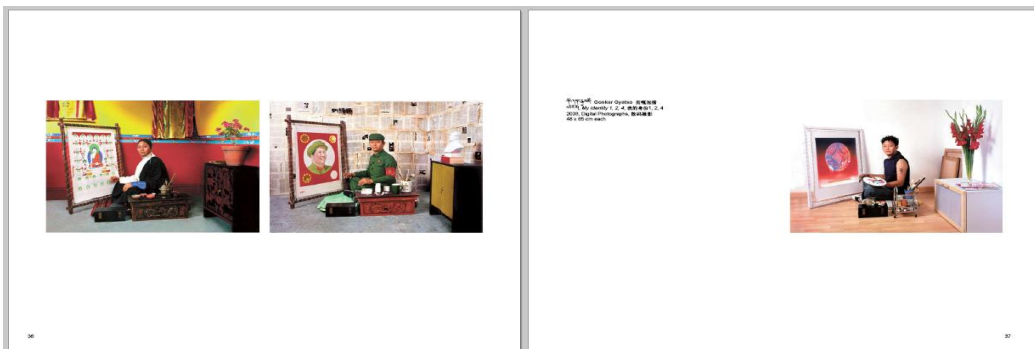 Gonkar Gyatso 贡嘎加措
My Identity 1, 2, 4, 我的身份1, 2, 4
2003, Digital Photographs, 数码摄影
48 x 65 cm each
36
37